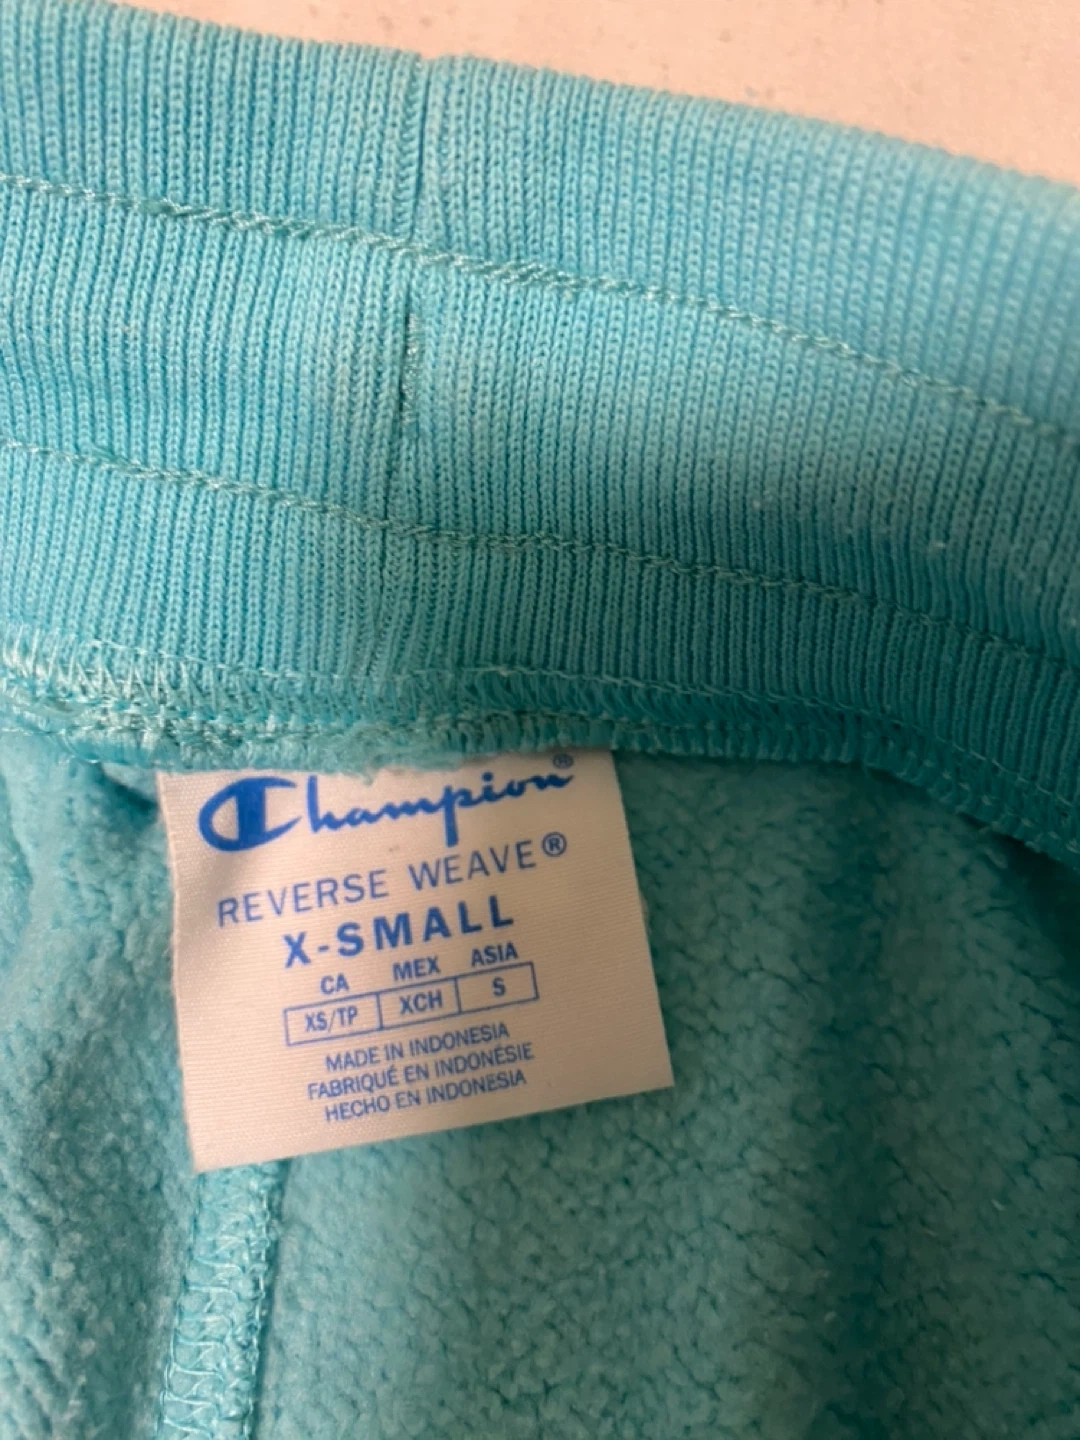 Champion®
REVERSE WEAVE®
X-SMALL
CA MEX ASIA
XS/TP XCH S
MADE IN INDONESIA
FABRIQUÉ EN INDONÉSIE
HECHO EN INDONESIA